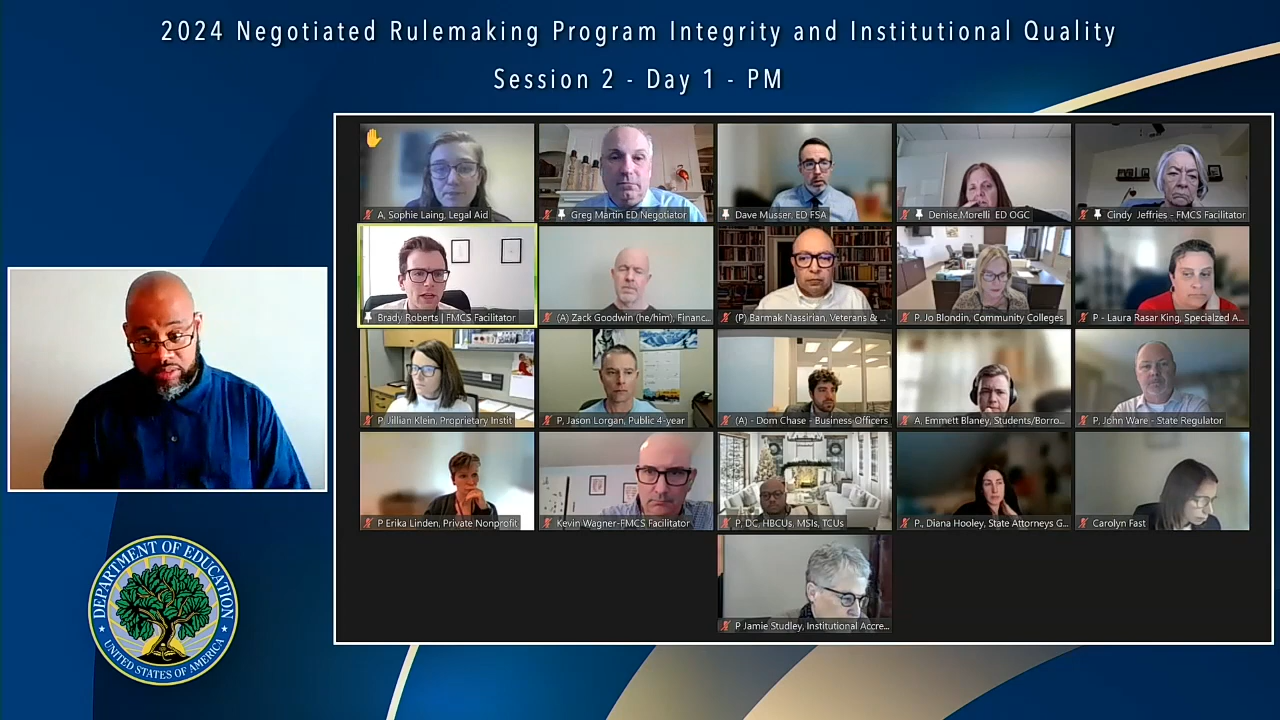 2024 Negotiated Rulemaking Program Integrity and Institutional Quality
Session 2 - Day 1 - PM
A, Sophie Laing, Legal Aid
Greg Martin ED Negotiator
Dave Musser, ED FSA
Denise.Morelli ED OGC
Cindy Jeffries - FMCS Facilitator
Brady Roberts | FMCS Facilitator
(A) Zack Goodwin (he/him), Financ...
(P) Barmak Nassirian, Veterans & ...
P. Jo Blondin, Community Colleges
P - Laura Rasar King, Specialzed A...
P Jillian Klein, Proprietary Instit
P, Jason Lorgan, Public 4-year
(A) - Dom Chase - Business Officers
A, Emmett Blaney, Students/Borro...
P, John Ware - State Regulator
P Erika Linden, Private Nonprofit
Kevin Wagner-FMCS Facilitator
P, DC, HBCUs, MSIs, TCUs
P., Diana Hooley, State Attorneys G...
Carolyn Fast
P Jamie Studley, Institutional Accre...
DEPARTMENT OF EDUCATION
UNITED STATES OF AMERICA